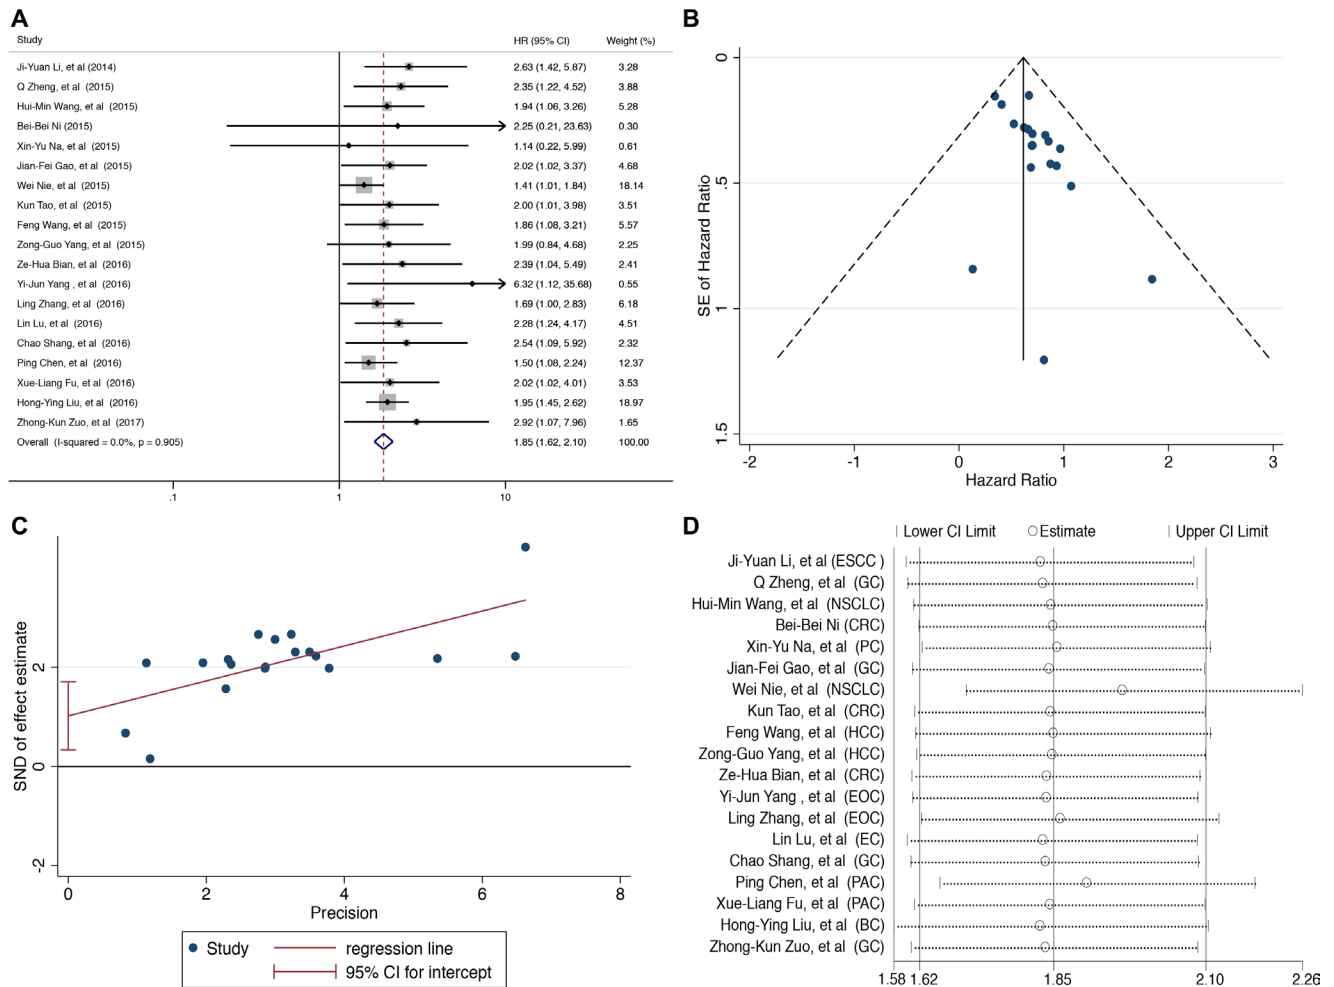 A
Study HR (95% CI) Weight (%)
Ji-Yuan Li, et al (2014) 2.63 (1.42, 5.87) 3.28
Q Zheng, et al (2015) 2.35 (1.22, 4.52) 3.88
Hui-Min Wang, et al (2015) 1.94 (1.06, 3.26) 5.28
Bei-Bei Ni (2015) 2.25 (0.21, 23.63) 0.30
Xin-Yu Na, et al (2015) 1.14 (0.22, 5.99) 0.61
Jian-Fei Gao, et al (2015) 2.02 (1.02, 3.37) 4.68
Wei Nie, et al (2015) 1.41 (1.01, 1.84) 18.14
Kun Tao, et al (2015) 2.00 (1.01, 3.98) 3.51
Feng Wang, et al (2015) 1.86 (1.08, 3.21) 5.57
Zong-Guo Yang, et al (2015) 1.99 (0.84, 4.68) 2.25
Ze-Hua Bian, et al (2016) 2.39 (1.04, 5.49) 2.41
Yi-Jun Yang , et al (2016) 6.32 (1.12, 35.68) 0.55
Ling Zhang, et al (2016) 1.69 (1.00, 2.83) 6.18
Lin Lu, et al (2016) 2.28 (1.24, 4.17) 4.51
Chao Shang, et al (2016) 2.54 (1.09, 5.92) 2.32
Ping Chen, et al (2016) 1.50 (1.08, 2.24) 12.37
Xue-Liang Fu, et al (2016) 2.02 (1.02, 4.01) 3.53
Hong-Ying Liu, et al (2016) 1.95 (1.45, 2.62) 18.97
Zhong-Kun Zuo, et al (2017) 2.92 (1.07, 7.96) 1.65
Overall (I-squared = 0.0%, p = 0.905) 1.85 (1.62, 2.10) 100.00
.1 1 10
B
SE of Hazard Ratio
0
.5
1
1.5
-2 -1 0 1 2 3
Hazard Ratio
C
SND of effect estimate
2
0
-2
0 2 4 6 8
Precision
Study regression line
95% CI for intercept
D
Lower CI Limit Estimate Upper CI Limit
Ji-Yuan Li, et al (ESCC )
Q Zheng, et al (GC)
Hui-Min Wang, et al (NSCLC)
Bei-Bei Ni (CRC)
Xin-Yu Na, et al (PC)
Jian-Fei Gao, et al (GC)
Wei Nie, et al (NSCLC)
Kun Tao, et al (CRC)
Feng Wang, et al (HCC)
Zong-Guo Yang, et al (HCC)
Ze-Hua Bian, et al (CRC)
Yi-Jun Yang , et al (EOC)
Ling Zhang, et al (EOC)
Lin Lu, et al (EC)
Chao Shang, et al (GC)
Ping Chen, et al (PAC)
Xue-Liang Fu, et al (PAC)
Hong-Ying Liu, et al (BC)
Zhong-Kun Zuo, et al (GC)
1.58 1.62 1.85 2.10 2.26